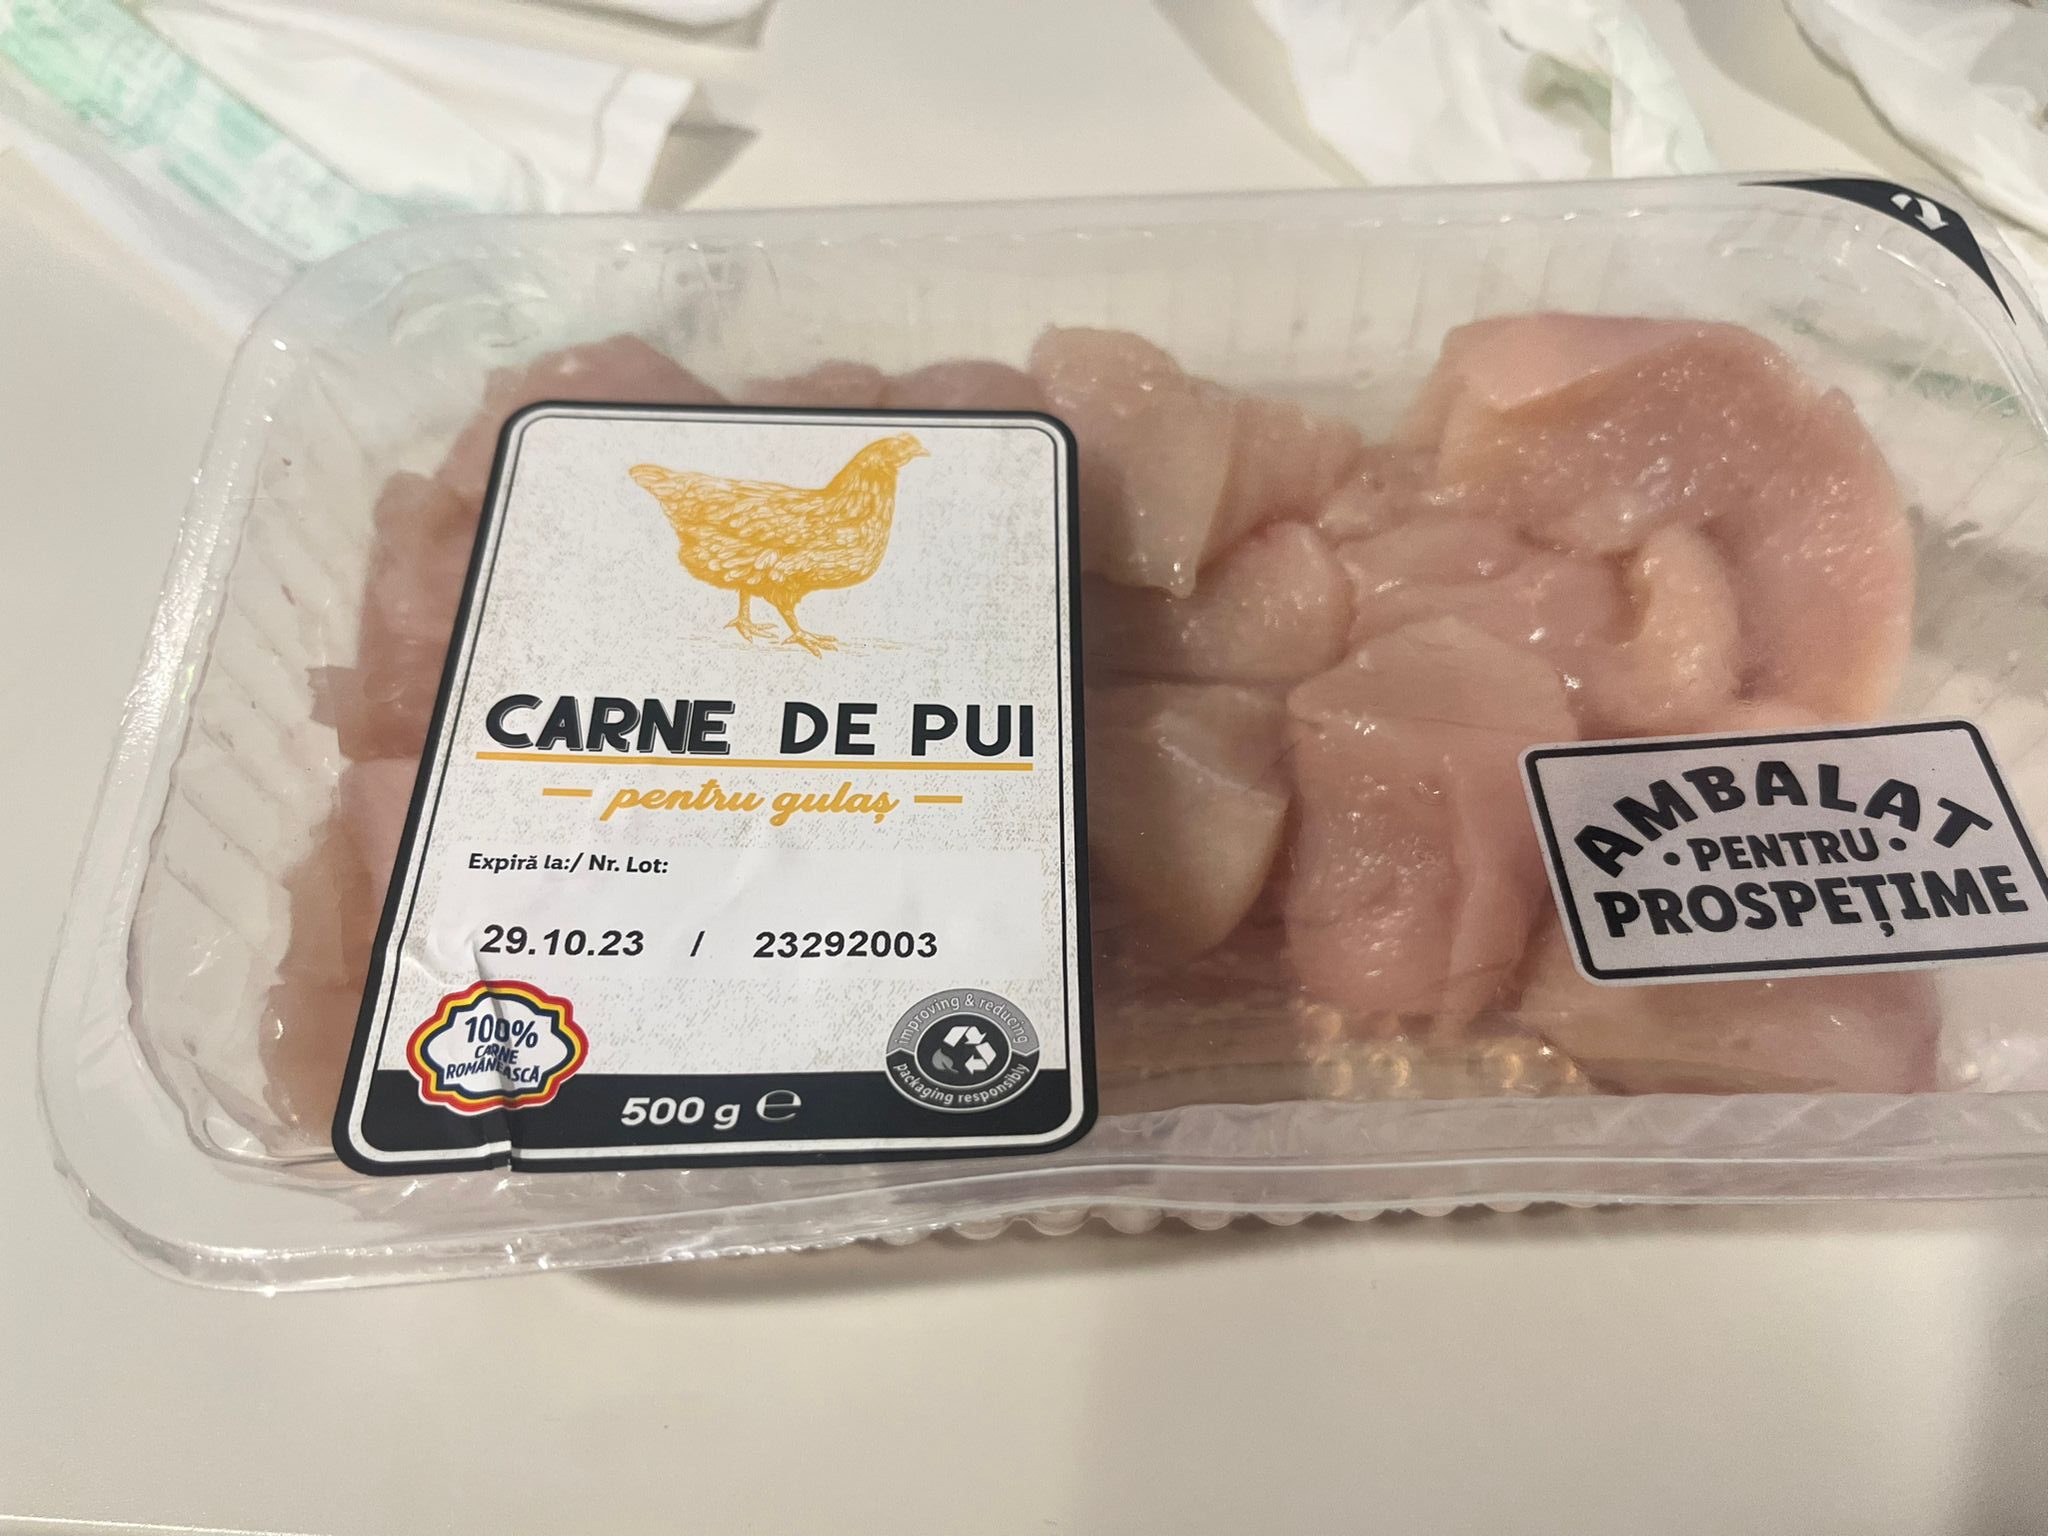 CARNE DE PUI
pentru gulaș
Expiră la:/ Nr. Lot:
29.10.23 / 23292003
100%
CARNE
ROMÂNEASCĂ
500 g ℮
improving & reducing
packaging responsibly
AMBALAT
• PENTRU •
PROSPEȚIME